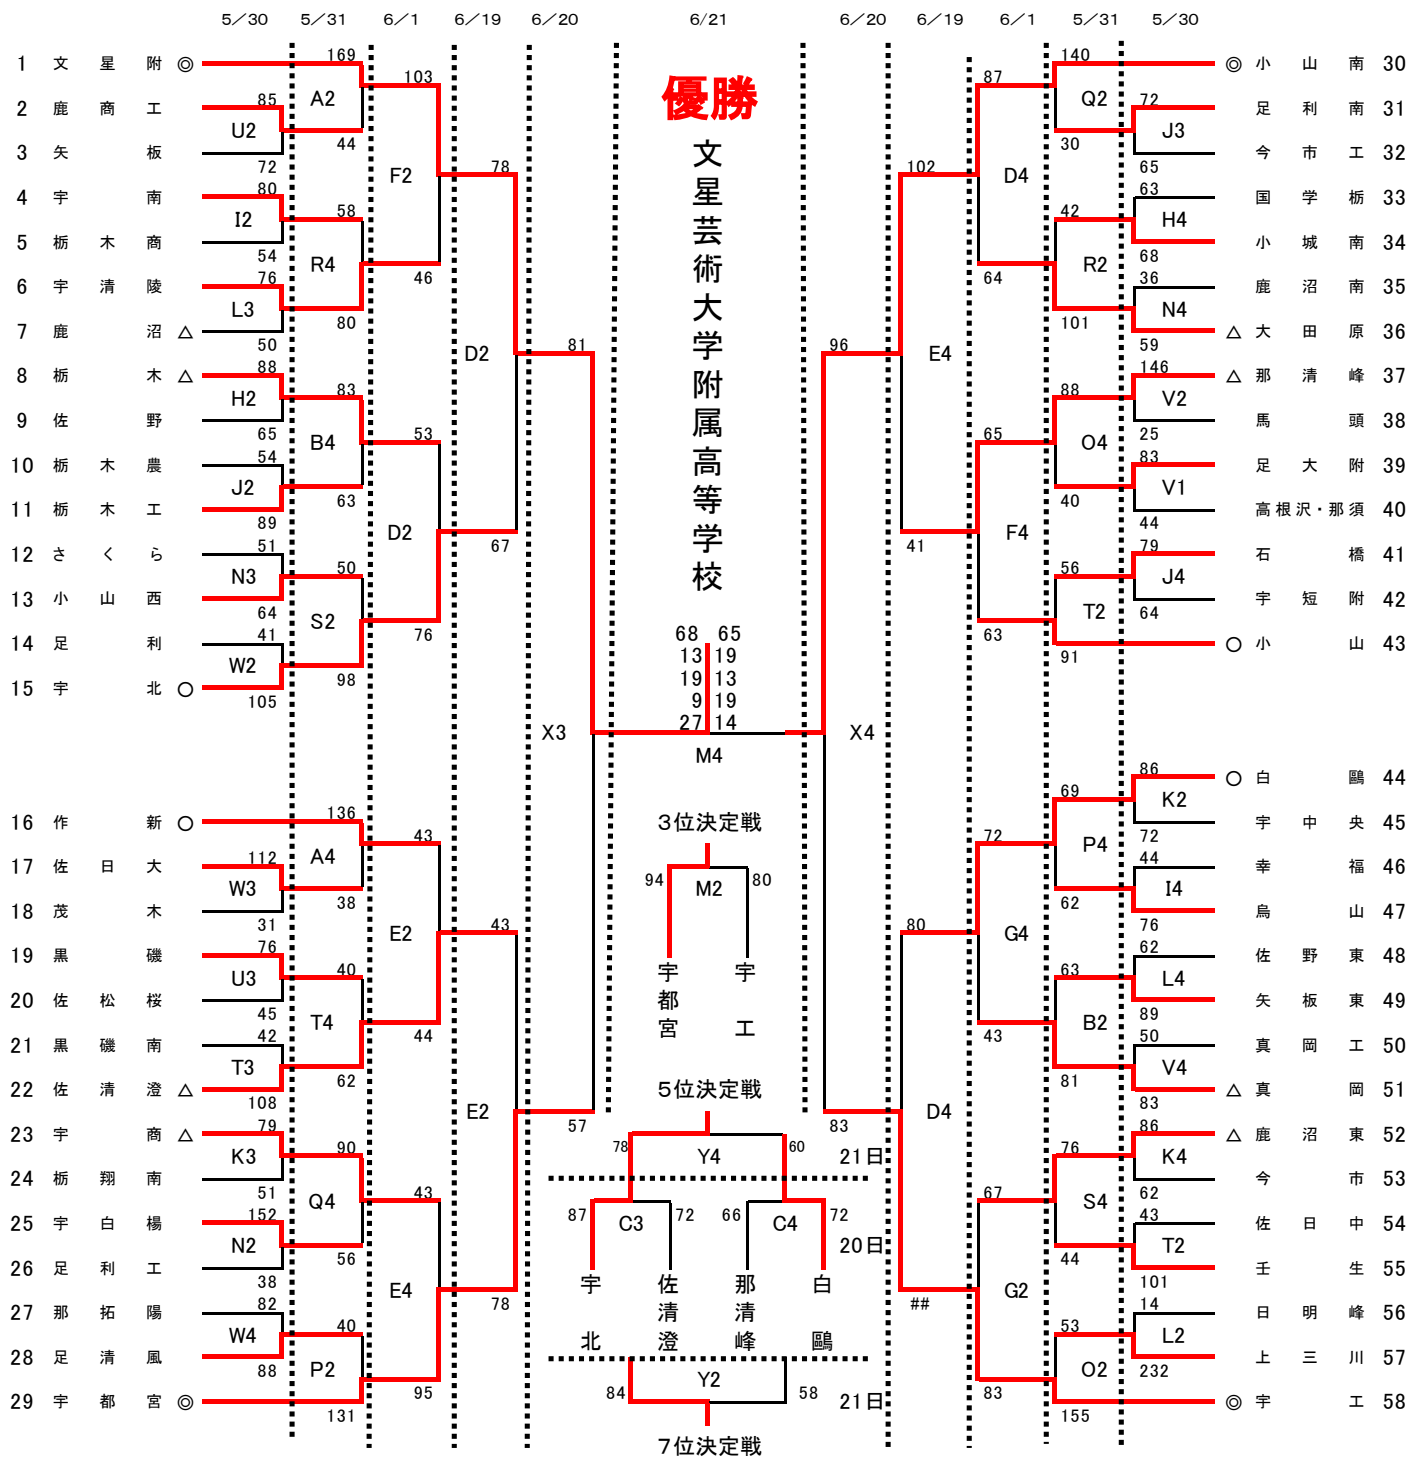 5／30 5／31 6／1 6／19 6／20 6/21 6／20 6／19 6／1 5／31 5／30
優勝
文星芸術大学附属高等学校
1 文星附 ◎
2 鹿商工
3 矢板
4 宇南
5 栃木商
6 宇清陵
7 鹿沼 △
8 栃木 △
9 佐野
10 栃木農
11 栃木工
12 さくら
13 小山西
14 足利
15 宇北 ○
16 作新 ○
17 佐日大
18 茂木
19 黒磯
20 佐松桜
21 黒磯南
22 佐清澄 △
23 宇商 △
24 栃翔南
25 宇白楊
26 足利工
27 那拓陽
28 足清風
29 宇都宮 ◎
85 U2 72
80 I2 54
76 L3 50
88 H2 65
54 J2 89
51 N3 64
41 W2 105
112 W3 31
76 U3 45
42 T3 108
79 K3 51
152 N2 38
82 W4 88
169 A2 44
58 R4 80
83 B4 63
50 S2 98
136 A4 38
40 T4 62
90 Q4 56
40 P2 131
103 F2 46
53 D2 76
43 E2 44
43 E4 95
78 D2 67
43 E2 78
81 X3 57
68 65
13 19
19 13
9 19
27 14
M4
３位決定戦
94 M2 80
宇都宮 宇工
５位決定戦
78 Y4 60 21日
87 C3 72 66 C4 72 20日
宇北 佐清澄 那清峰 白鷗
84 Y2 58 21日
７位決定戦
96 X4 83
102 E4 41
80 D4 ##
87 D4 64
65 F4 63
72 G4 43
67 G2 83
140 Q2 30
42 R2 101
88 O4 40
56 T2 91
69 P4 62
63 B2 81
76 S4 44
53 O2 155
72 J3 65
63 H4 68
36 N4 59
146 V2 25
83 V1 44
79 J4 64
86 K2 72
44 I4 76
62 L4 89
50 V4 83
86 K4 62
43 T2 101
14 L2 232
◎ 小山南 30
足利南 31
今市工 32
国学栃 33
小城南 34
鹿沼南 35
△ 大田原 36
△ 那清峰 37
馬頭 38
足大附 39
高根沢・那須 40
石橋 41
宇短附 42
○ 小山 43
○ 白鷗 44
宇中央 45
幸福 46
烏山 47
佐野東 48
矢板東 49
真岡工 50
△ 真岡 51
△ 鹿沼東 52
今市 53
佐日中 54
壬生 55
日明峰 56
上三川 57
◎ 宇工 58